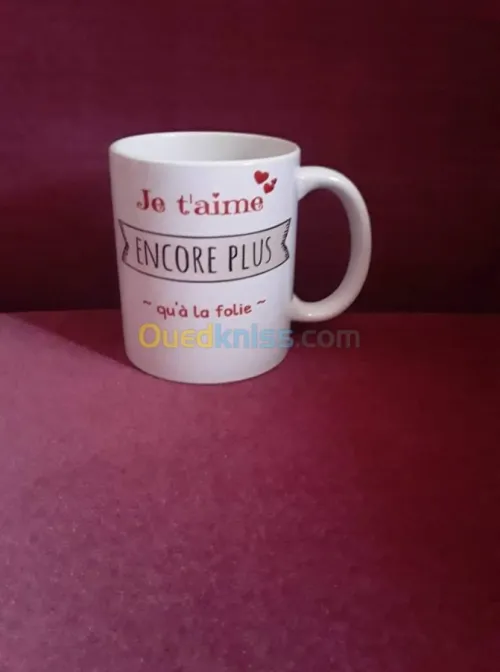 Je t'aime
ENCORE PLUS
~ qu'à la folie ~
Ouedkniss.com